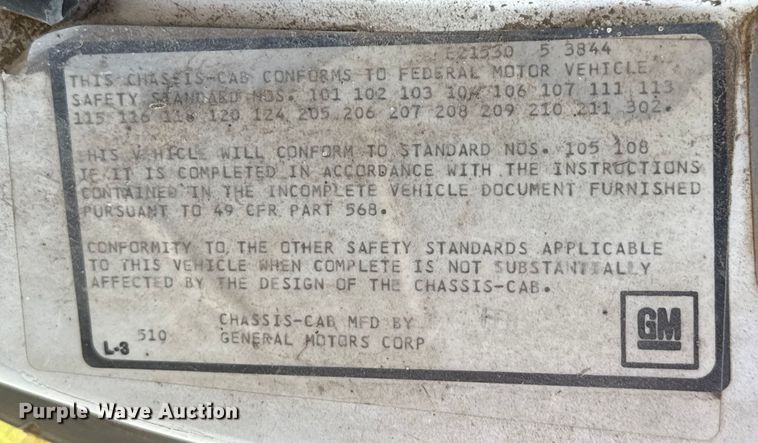 E21530 5 3844
THIS CHASSIS-CAB CONFORMS TO FEDERAL MOTOR VEHICLE
SAFETY STANDARD NOS. 101 102 103 104 106 107 111 113
115 116 118 120 124 205 206 207 208 209 210 211 302.
THIS VEHICLE WILL CONFORM TO STANDARD NOS. 105 108
IF IT IS COMPLETED IN ACCORDANCE WITH THE INSTRUCTIONS
CONTAINED IN THE INCOMPLETE VEHICLE DOCUMENT FURNISHED
PURSUANT TO 49 CFR PART 568.
CONFORMITY TO THE OTHER SAFETY STANDARDS APPLICABLE
TO THIS VEHICLE WHEN COMPLETE IS NOT SUBSTANTIALLY
AFFECTED BY THE DESIGN OF THE CHASSIS-CAB.
510 CHASSIS-CAB MFD BY
L-3 GENERAL MOTORS CORP
GM
Purple Wave Auction